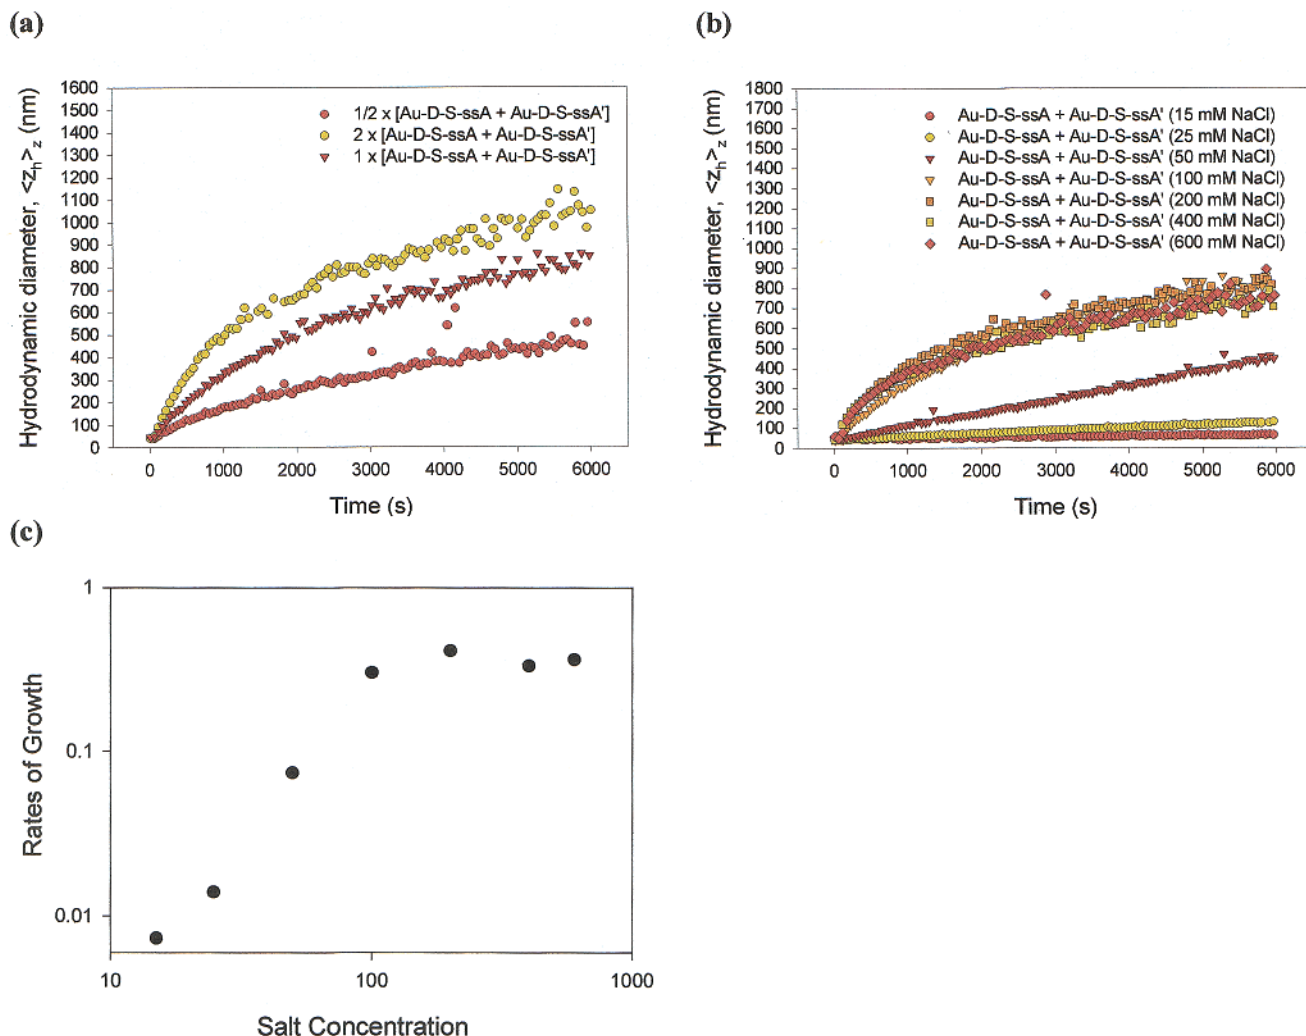 (a)
(b)
1600
1500
1400
1300
1200
1100
1000
900
800
700
600
500
400
300
200
100
0
Hydrodynamic diameter, <z_h>_z (nm)
1/2 x [Au-D-S-ssA + Au-D-S-ssA']
2 x [Au-D-S-ssA + Au-D-S-ssA']
1 x [Au-D-S-ssA + Au-D-S-ssA']
0 1000 2000 3000 4000 5000 6000
Time (s)
1800
1700
1600
1500
1400
1300
1200
1100
1000
900
800
700
600
500
400
300
200
100
0
Hydrodynamic diameter, <z_h>_z (nm)
Au-D-S-ssA + Au-D-S-ssA' (15 mM NaCl)
Au-D-S-ssA + Au-D-S-ssA' (25 mM NaCl)
Au-D-S-ssA + Au-D-S-ssA' (50 mM NaCl)
Au-D-S-ssA + Au-D-S-ssA' (100 mM NaCl)
Au-D-S-ssA + Au-D-S-ssA' (200 mM NaCl)
Au-D-S-ssA + Au-D-S-ssA' (400 mM NaCl)
Au-D-S-ssA + Au-D-S-ssA' (600 mM NaCl)
0 1000 2000 3000 4000 5000 6000
Time (s)
(c)
1
0.1
0.01
Rates of Growth
10 100 1000
Salt Concentration